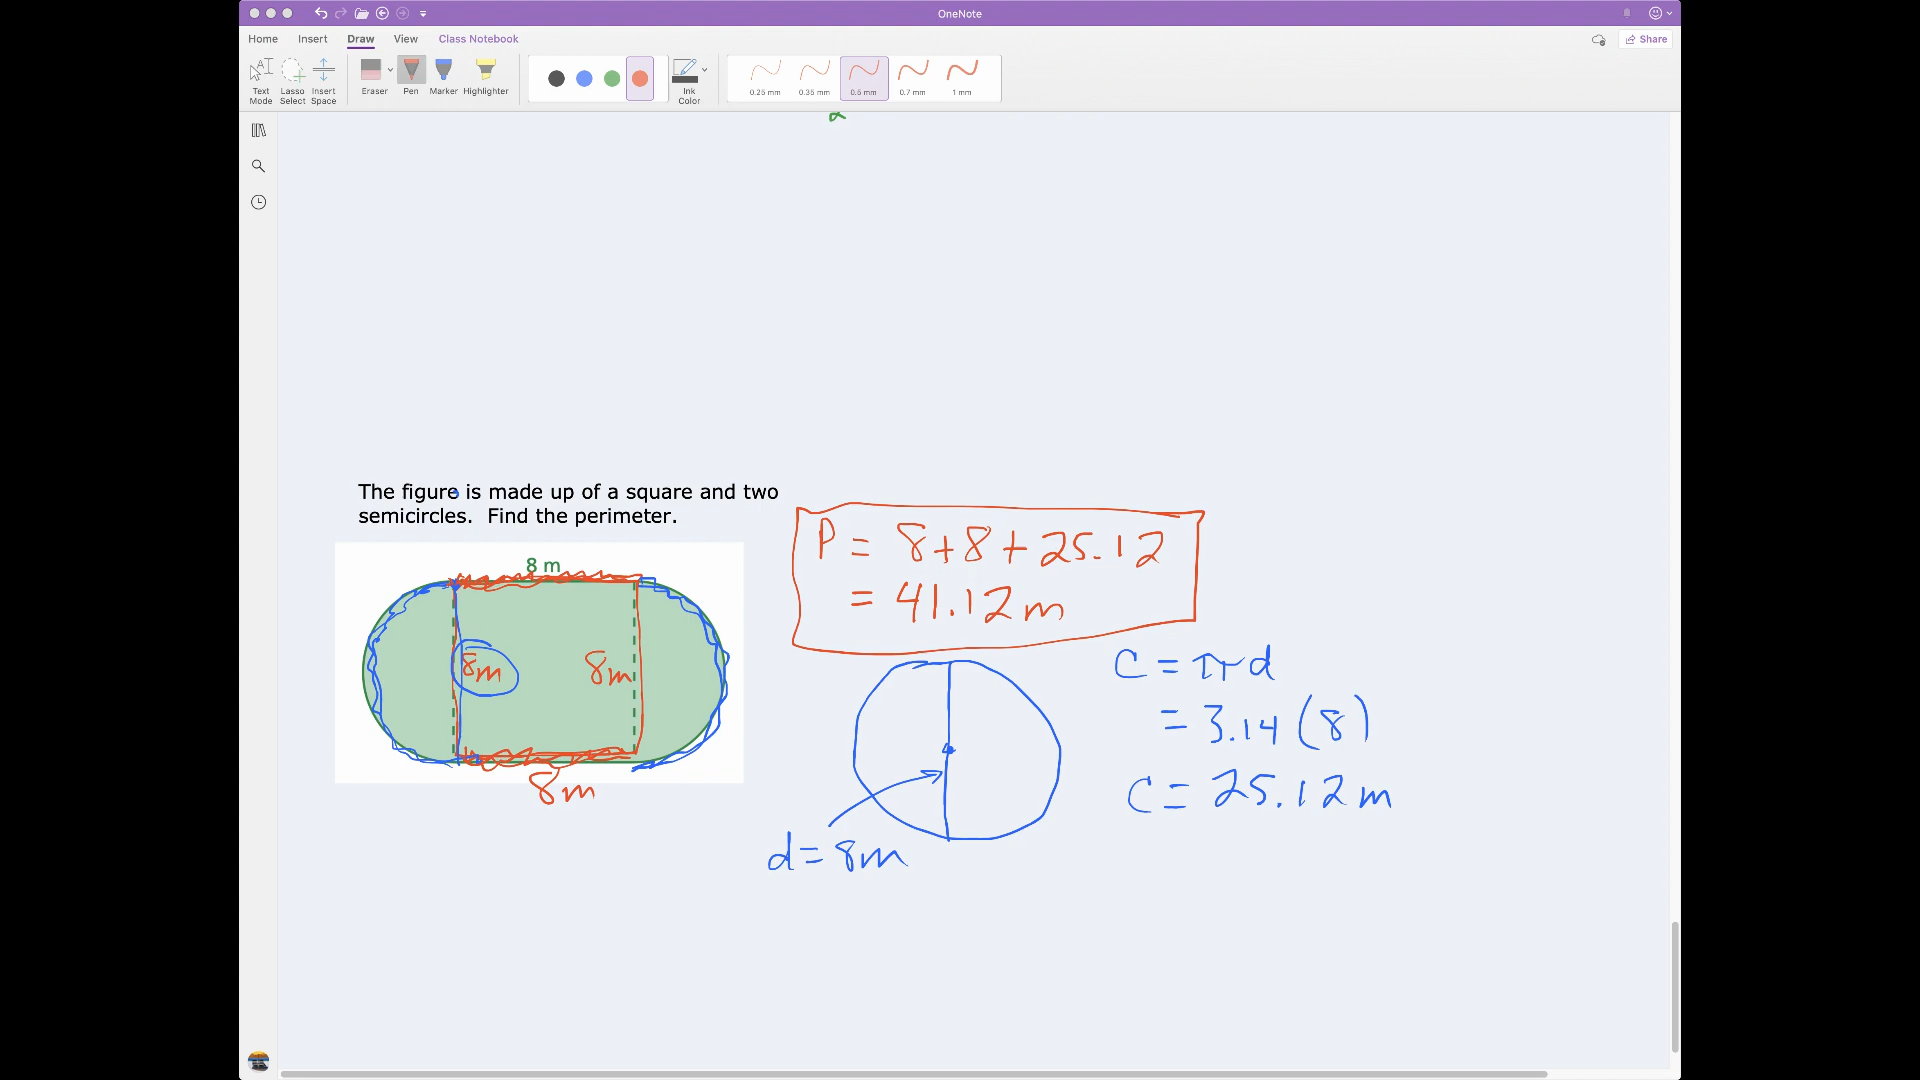 OneNote
Home Insert Draw View Class Notebook
Share
Text Mode
Lasso Select
Insert Space
Eraser
Pen
Marker
Highlighter
Ink Color
0.25 mm
0.35 mm
0.5 mm
0.7 mm
1 mm
The figure is made up of a square and two
semicircles. Find the perimeter.
P = 8+8+25.12
= 41.12 m
8 m
8m
8m
8m
C = π d
= 3.14 (8)
C = 25.12 m
d = 8m